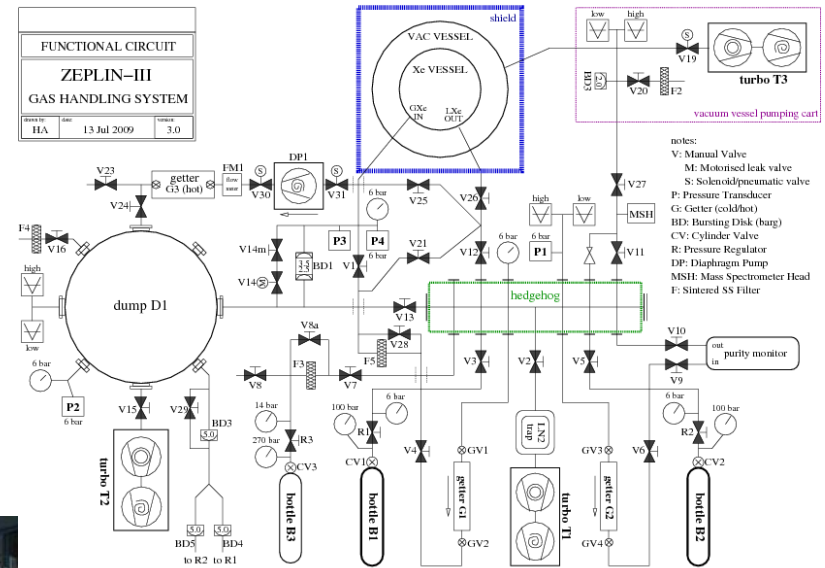 FUNCTIONAL CIRCUIT
ZEPLIN-III
GAS HANDLING SYSTEM
drawn by:
HA
date:
13 Jul 2009
version:
3.0
shield
VAC VESSEL
Xe VESSEL
GXe
IN
LXe
OUT
low
high
S
V19
turbo T3
BD3
2.0
V20
F2
vacuum vessel pumping cart
notes:
V: Manual Valve
M: Motorised leak valve
S: Solenoid/pneumatic valve
P: Pressure Transducer
G: Getter (cold/hot)
BD: Bursting Disk (barg)
CV: Cylinder Valve
R: Pressure Regulator
DP: Diaphragm Pump
MSH: Mass Spectrometer Head
F: Sintered SS Filter
V23
getter
G3 (hot)
FM1
flow
meter
S
V30
DP1
S
V31
V24
V25
V26
V27
MSH
F4
V16
6 bar
P3
P4
6 bar
V14m
V14
M
BD1
V1
V21
V12
6 bar
high
low
P1
6 bar
V11
high
low
dump D1
hedgehog
V13
V28
V10
out
in
purity monitor
V9
6 bar
P2
6 bar
V8a
V8
F3
V7
F5
V3
V2
V5
V15
V29
BD3
5.0
14 bar
270 bar
R3
CV3
100 bar
6 bar
R1
CV1
V4
GV1
LN2
trap
GV3
V6
6 bar
100 bar
R2
CV2
turbo T2
5.0
5.0
BD5
BD4
to R2
to R1
bottle B3
bottle B1
getter G1
GV2
turbo T1
getter G2
GV4
bottle B2